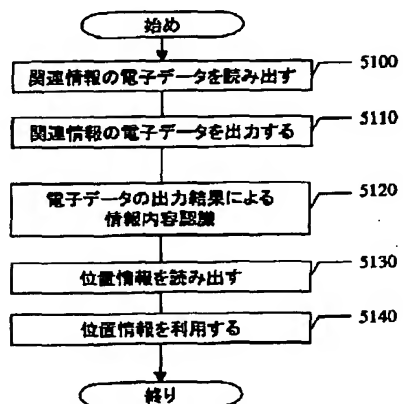 始め
関連情報の電子データを読み出す
5100
関連情報の電子データを出力する
5110
電子データの出力結果による
情報内容認識
5120
位置情報を読み出す
5130
位置情報を利用する
5140
終り